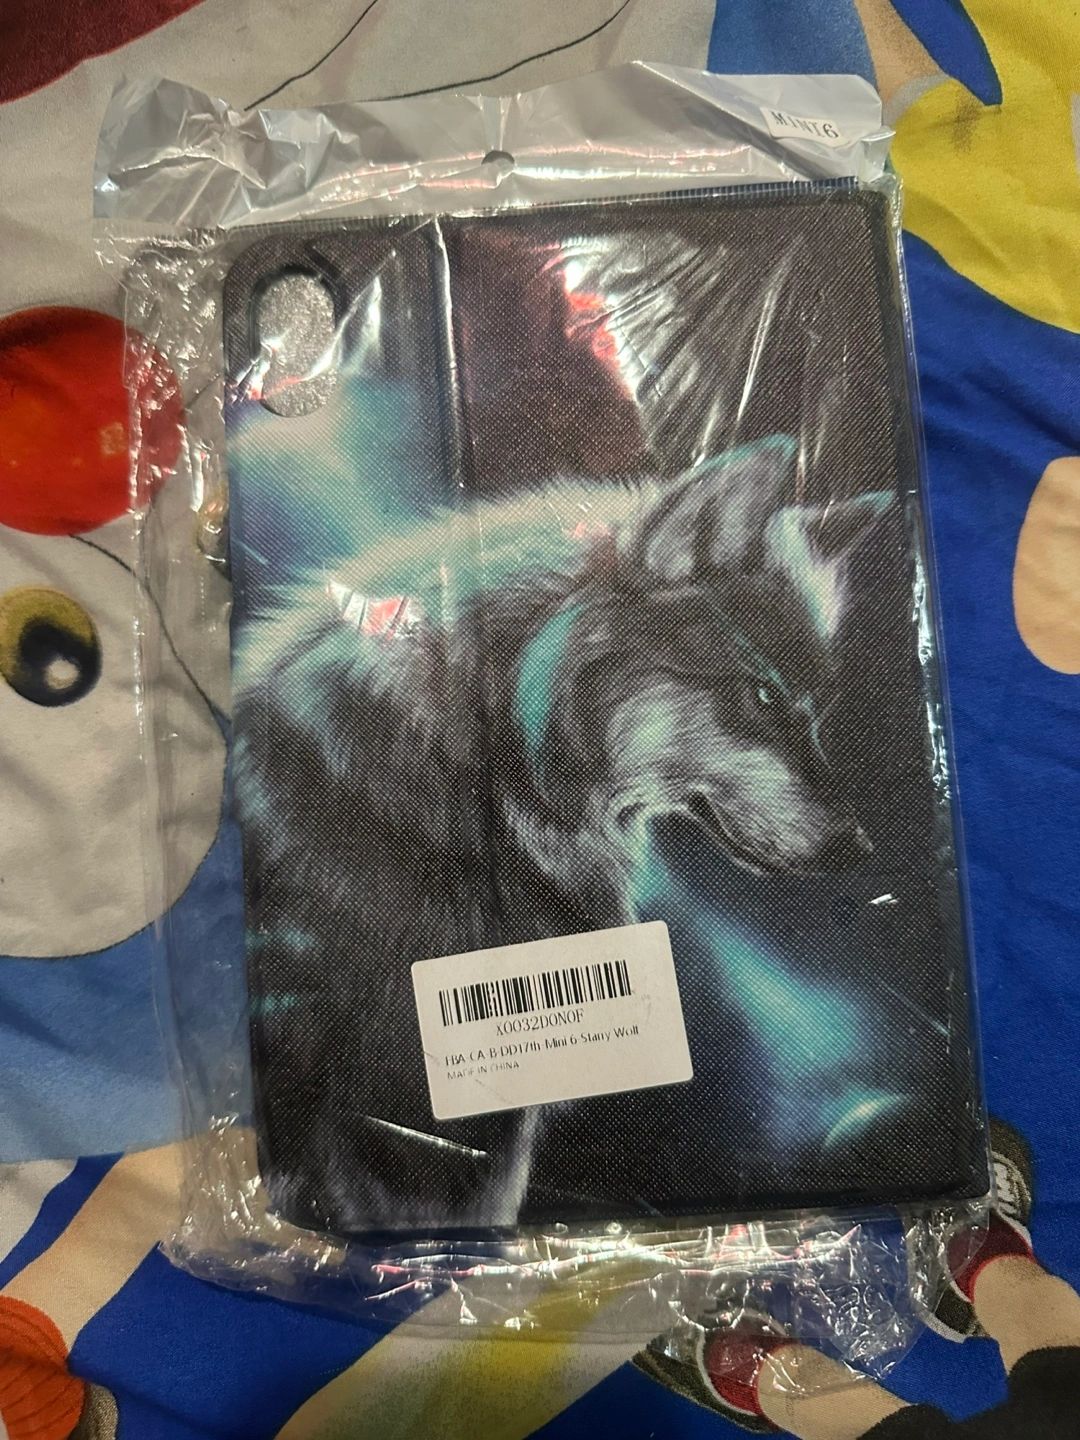 MINI6
X0032D0N0F
FBA-CA-B-DD17th-Mini 6-Starry Wolf
MADE IN CHINA